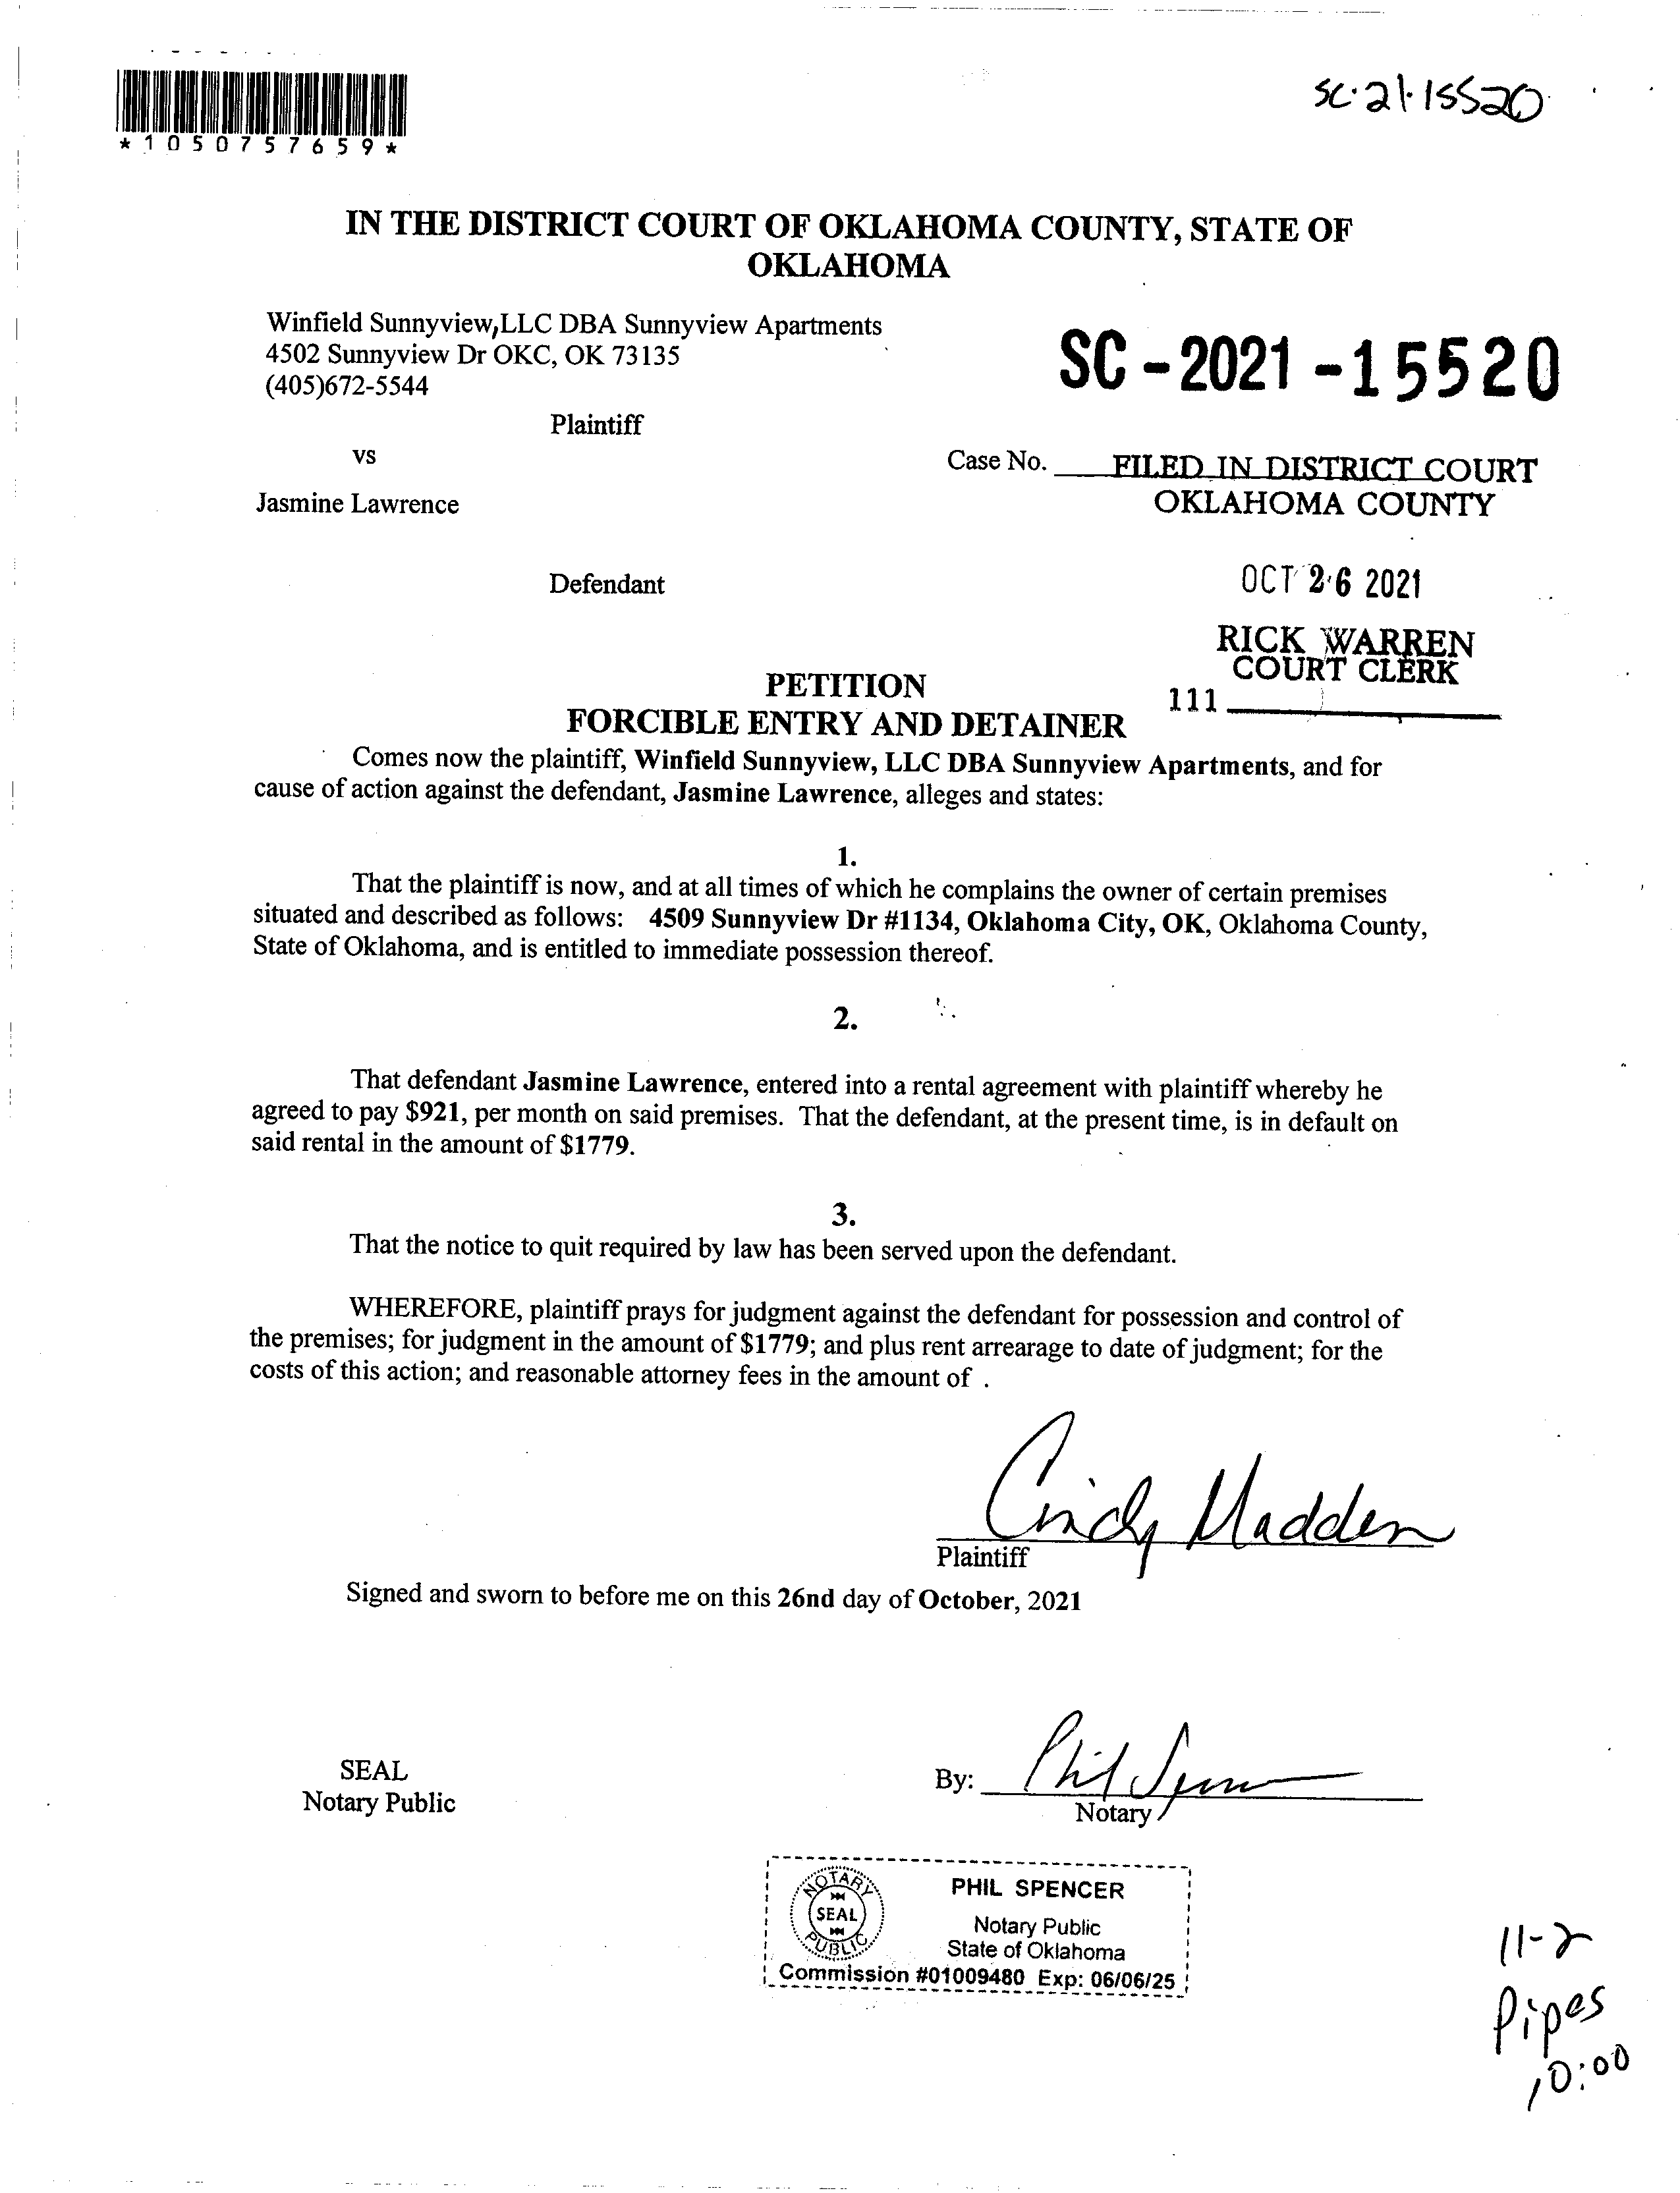 SC-21-15520
*1050757659*
IN THE DISTRICT COURT OF OKLAHOMA COUNTY, STATE OF
OKLAHOMA
Winfield Sunnyview,LLC DBA Sunnyview Apartments
4502 Sunnyview Dr OKC, OK 73135
(405)672-5544
SC-2021-15520
Plaintiff
vs
Case No. FILED IN DISTRICT COURT
OKLAHOMA COUNTY
Jasmine Lawrence
Defendant
OCT 26 2021
RICK WARREN
COURT CLERK
111
PETITION
FORCIBLE ENTRY AND DETAINER
Comes now the plaintiff, Winfield Sunnyview, LLC DBA Sunnyview Apartments, and for
cause of action against the defendant, Jasmine Lawrence, alleges and states:
1.
That the plaintiff is now, and at all times of which he complains the owner of certain premises
situated and described as follows: 4509 Sunnyview Dr #1134, Oklahoma City, OK, Oklahoma County,
State of Oklahoma, and is entitled to immediate possession thereof.
2.
That defendant Jasmine Lawrence, entered into a rental agreement with plaintiff whereby he
agreed to pay $921, per month on said premises. That the defendant, at the present time, is in default on
said rental in the amount of $1779.
3.
That the notice to quit required by law has been served upon the defendant.
WHEREFORE, plaintiff prays for judgment against the defendant for possession and control of
the premises; for judgment in the amount of $1779; and plus rent arrearage to date of judgment; for the
costs of this action; and reasonable attorney fees in the amount of .
Cindy Madden
Plaintiff
Signed and sworn to before me on this 26nd day of October, 2021
SEAL
Notary Public
By: Phil Spencer
Notary
NOTARY
SEAL
PUBLIC
PHIL SPENCER
Notary Public
State of Oklahoma
Commission #01009480 Exp: 06/06/25
11-2
Pipes
10:00